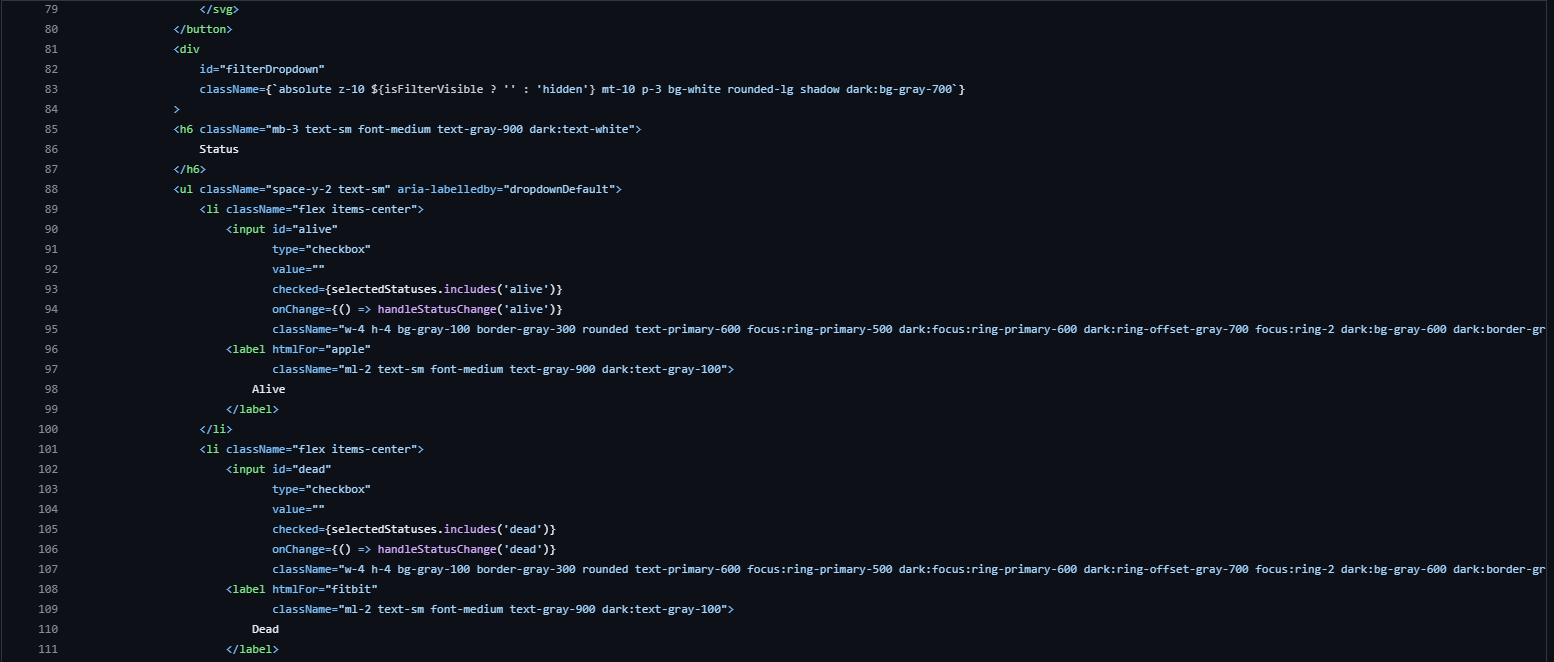 79 </svg>
80 </button>
81 <div
82 id="filterDropdown"
83 className={`absolute z-10 ${isFilterVisible ? '' : 'hidden'} mt-10 p-3 bg-white rounded-lg shadow dark:bg-gray-700`}
84 >
85 <h6 className="mb-3 text-sm font-medium text-gray-900 dark:text-white">
86 Status
87 </h6>
88 <ul className="space-y-2 text-sm" aria-labelledby="dropdownDefault">
89 <li className="flex items-center">
90 <input id="alive"
91 type="checkbox"
92 value=""
93 checked={selectedStatuses.includes('alive')}
94 onChange={() => handleStatusChange('alive')}
95 className="w-4 h-4 bg-gray-100 border-gray-300 rounded text-primary-600 focus:ring-primary-500 dark:focus:ring-primary-600 dark:ring-offset-gray-700 focus:ring-2 dark:bg-gray-600 dark:border-gr
96 <label htmlFor="apple"
97 className="ml-2 text-sm font-medium text-gray-900 dark:text-gray-100">
98 Alive
99 </label>
100 </li>
101 <li className="flex items-center">
102 <input id="dead"
103 type="checkbox"
104 value=""
105 checked={selectedStatuses.includes('dead')}
106 onChange={() => handleStatusChange('dead')}
107 className="w-4 h-4 bg-gray-100 border-gray-300 rounded text-primary-600 focus:ring-primary-500 dark:focus:ring-primary-600 dark:ring-offset-gray-700 focus:ring-2 dark:bg-gray-600 dark:border-gr
108 <label htmlFor="fitbit"
109 className="ml-2 text-sm font-medium text-gray-900 dark:text-gray-100">
110 Dead
111 </label>